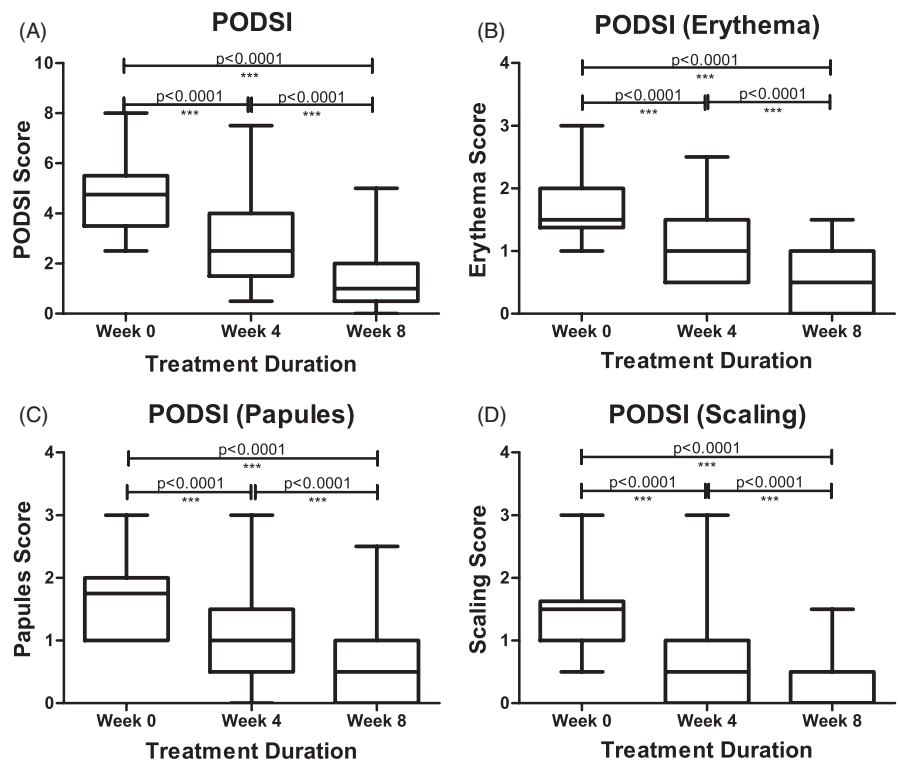 (A)
PODSI
p<0.0001
***
p<0.0001
***
p<0.0001
***
10
8
6
4
2
0
PODSI Score
Week 0
Week 4
Week 8
Treatment Duration
(B)
PODSI (Erythema)
p<0.0001
***
p<0.0001
***
p<0.0001
***
4
3
2
1
0
Erythema Score
Week 0
Week 4
Week 8
Treatment Duration
(C)
PODSI (Papules)
p<0.0001
***
p<0.0001
***
p<0.0001
***
4
3
2
1
0
Papules Score
Week 0
Week 4
Week 8
Treatment Duration
(D)
PODSI (Scaling)
p<0.0001
***
p<0.0001
***
p<0.0001
***
4
3
2
1
0
Scaling Score
Week 0
Week 4
Week 8
Treatment Duration